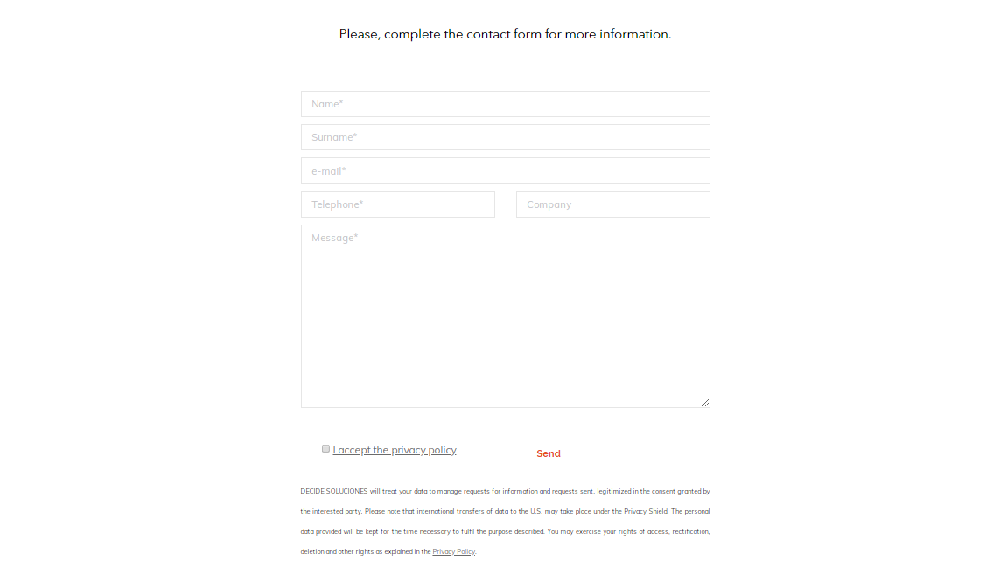 Please, complete the contact form for more information.
Name*
Surname*
e-mail*
Telephone* Company
Message*
I accept the privacy policy Send
DECIDE SOLUCIONES will treat your data to manage requests for information and requests sent, legitimized in the consent granted by
the interested party. Please note that international transfers of data to the U.S. may take place under the Privacy Shield. The personal
data provided will be kept for the time necessary to fulfil the purpose described. You may exercise your rights of access, rectification,
deletion and other rights as explained in the Privacy Policy.